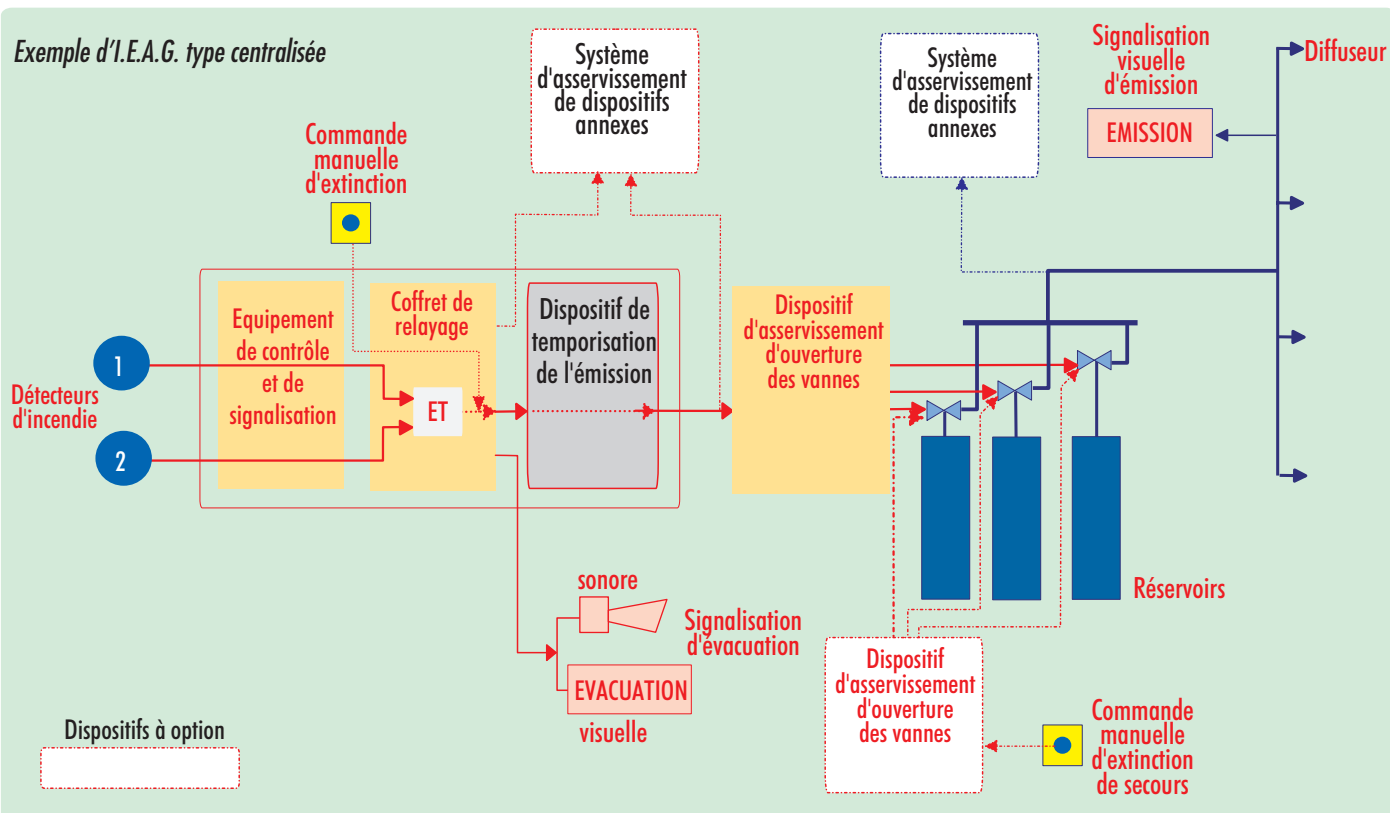 Exemple d'I.E.A.G. type centralisée
Système
d'asservissement
de dispositifs
annexes
Système
d'asservissement
de dispositifs
annexes
Signalisation
visuelle
d'émission
EMISSION
Diffuseur
Commande
manuelle
d'extinction
Equipement
de contrôle
et de
signalisation
Coffret de
relayage
ET
Dispositif de
temporisation
de l'émission
Dispositif
d'asservissement
d'ouverture
des vannes
1
Détecteurs
d'incendie
2
Réservoirs
sonore
Signalisation
d'évacuation
EVACUATION
visuelle
Dispositif
d'asservissement
d'ouverture
des vannes
Commande
manuelle
d'extinction
de secours
Dispositifs à option